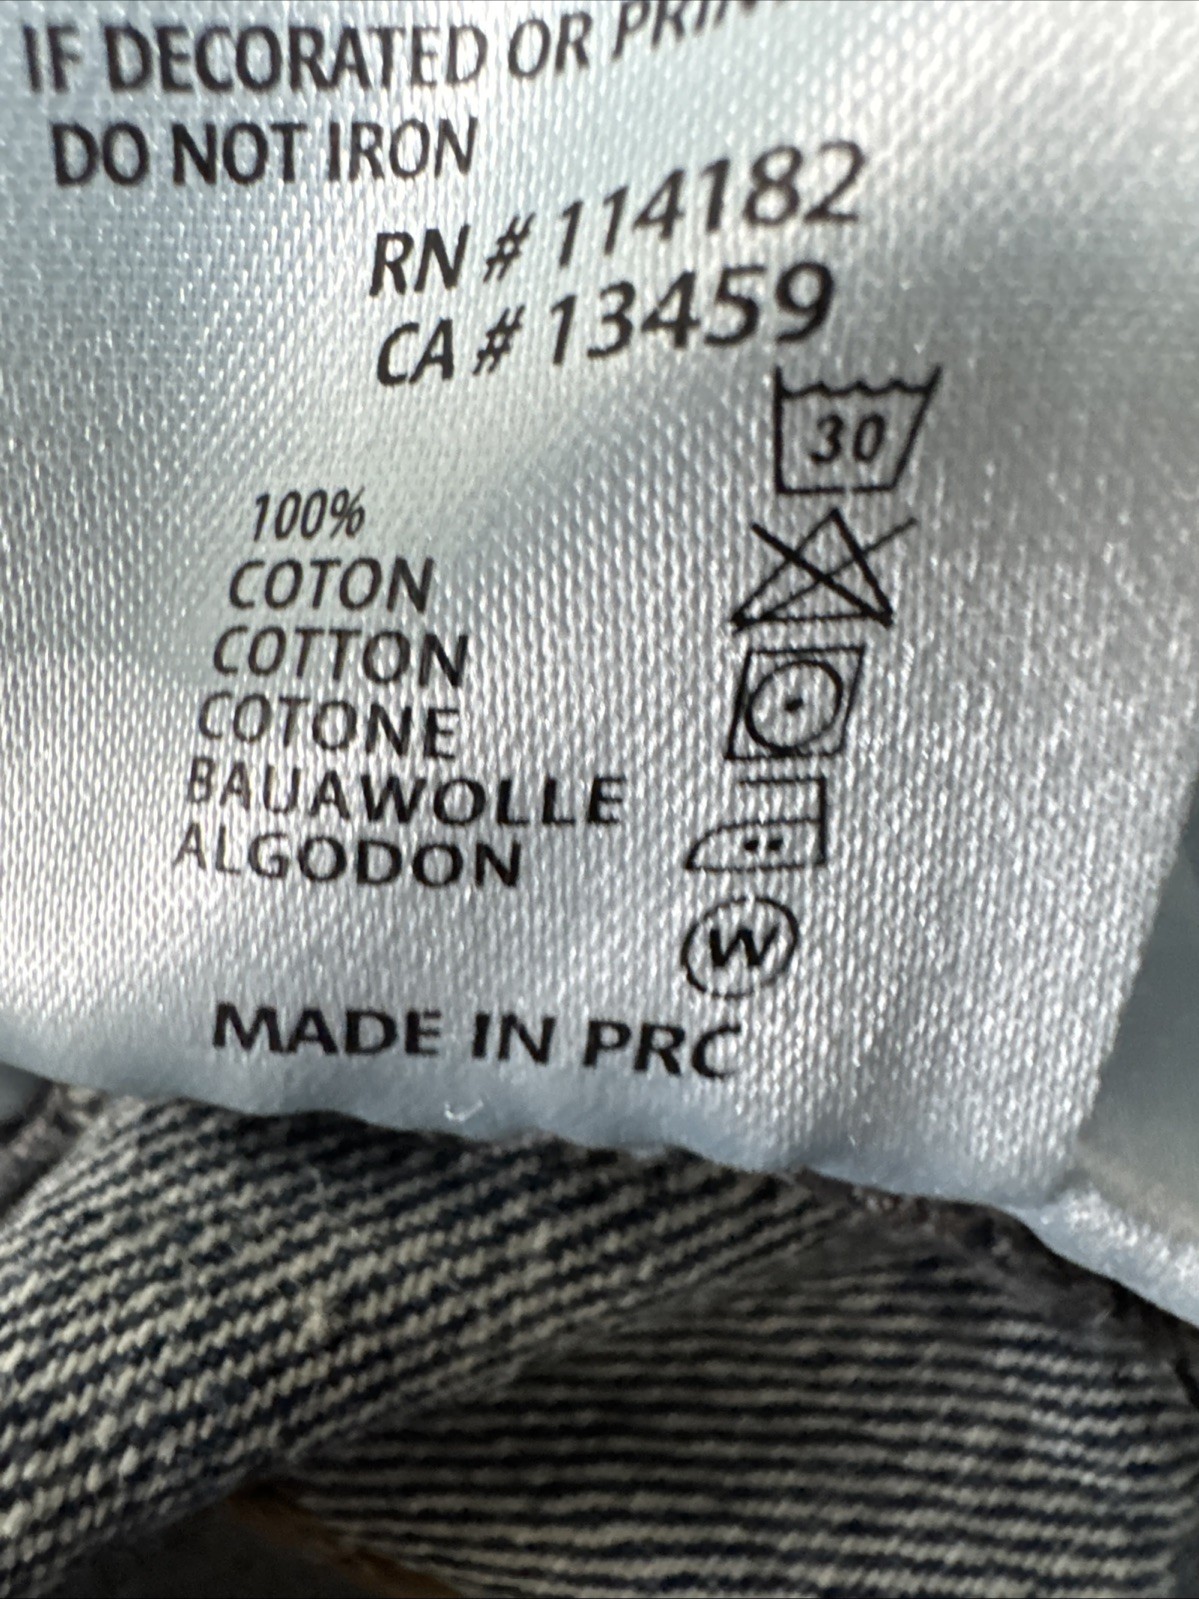 IF DECORATED OR PRIN
DO NOT IRON
RN # 114182
CA # 13459
30
100%
COTON
COTTON
COTONE
BAUAWOLLE
ALGODON
W
MADE IN PRC